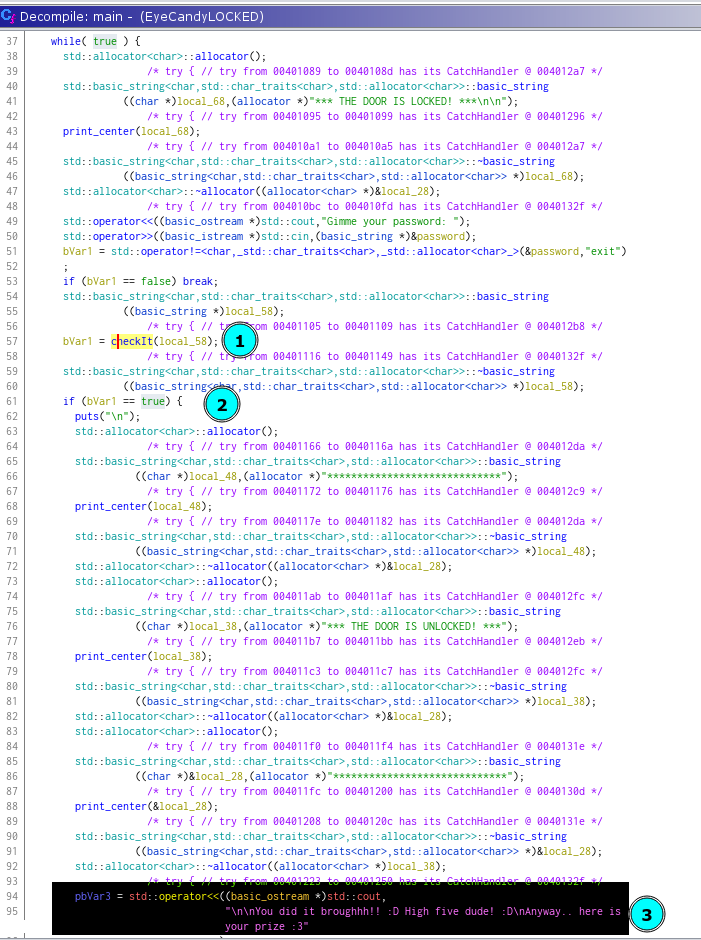 Decompile: main - (EyeCandyLOCKED)
37 while( true ) {
38 std::allocator<char>::allocator();
39 /* try { // try from 00401089 to 0040108d has its CatchHandler @ 004012a7 */
40 std::basic_string<char,std::char_traits<char>,std::allocator<char>>::basic_string
41 ((char *)local_68,(allocator *)"*** THE DOOR IS LOCKED! ***\n\n");
42 /* try { // try from 00401095 to 00401099 has its CatchHandler @ 00401296 */
43 print_center(local_68);
44 /* try { // try from 004010a1 to 004010a5 has its CatchHandler @ 004012a7 */
45 std::basic_string<char,std::char_traits<char>,std::allocator<char>>::~basic_string
46 ((basic_string<char,std::char_traits<char>,std::allocator<char>> *)local_68);
47 std::allocator<char>::~allocator((allocator<char> *)&local_28);
48 /* try { // try from 004010bc to 004010fd has its CatchHandler @ 0040132f */
49 std::operator<<((basic_ostream *)std::cout,"Gimme your password: ");
50 std::operator>>((basic_istream *)std::cin,(basic_string *)&password);
51 bVar1 = std::operator!=<char,_std::char_traits<char>,_std::allocator<char>_>(&password,"exit")
52 ;
53 if (bVar1 == false) break;
54 std::basic_string<char,std::char_traits<char>,std::allocator<char>>::basic_string
55 ((basic_string *)local_58);
56 /* try { // try from 00401105 to 00401109 has its CatchHandler @ 004012b8 */
57 bVar1 = checkIt(local_58); 1
58 /* try { // try from 00401116 to 00401149 has its CatchHandler @ 0040132f */
59 std::basic_string<char,std::char_traits<char>,std::allocator<char>>::~basic_string
60 ((basic_string<char,std::char_traits<char>,std::allocator<char>> *)local_58);
61 if (bVar1 == true) { 2
62 puts("\n");
63 std::allocator<char>::allocator();
64 /* try { // try from 00401166 to 0040116a has its CatchHandler @ 004012da */
65 std::basic_string<char,std::char_traits<char>,std::allocator<char>>::basic_string
66 ((char *)local_48,(allocator *)"*****************************");
67 /* try { // try from 00401172 to 00401176 has its CatchHandler @ 004012c9 */
68 print_center(local_48);
69 /* try { // try from 0040117e to 00401182 has its CatchHandler @ 004012da */
70 std::basic_string<char,std::char_traits<char>,std::allocator<char>>::~basic_string
71 ((basic_string<char,std::char_traits<char>,std::allocator<char>> *)local_48);
72 std::allocator<char>::~allocator((allocator<char> *)&local_28);
73 std::allocator<char>::allocator();
74 /* try { // try from 004011ab to 004011af has its CatchHandler @ 004012fc */
75 std::basic_string<char,std::char_traits<char>,std::allocator<char>>::basic_string
76 ((char *)local_38,(allocator *)"*** THE DOOR IS UNLOCKED! ***");
77 /* try { // try from 004011b7 to 004011bb has its CatchHandler @ 004012eb */
78 print_center(local_38);
79 /* try { // try from 004011c3 to 004011c7 has its CatchHandler @ 004012fc */
80 std::basic_string<char,std::char_traits<char>,std::allocator<char>>::~basic_string
81 ((basic_string<char,std::char_traits<char>,std::allocator<char>> *)local_38);
82 std::allocator<char>::~allocator((allocator<char> *)&local_28);
83 std::allocator<char>::allocator();
84 /* try { // try from 004011f0 to 004011f4 has its CatchHandler @ 0040131e */
85 std::basic_string<char,std::char_traits<char>,std::allocator<char>>::basic_string
86 ((char *)&local_28,(allocator *)"*****************************");
87 /* try { // try from 004011fc to 00401200 has its CatchHandler @ 0040130d */
88 print_center(&local_28);
89 /* try { // try from 00401208 to 0040120c has its CatchHandler @ 0040131e */
90 std::basic_string<char,std::char_traits<char>,std::allocator<char>>::~basic_string
91 ((basic_string<char,std::char_traits<char>,std::allocator<char>> *)&local_28);
92 std::allocator<char>::~allocator((allocator<char> *)local_38);
93 /* try { // try from 00401223 to 00401250 has its CatchHandler @ 0040132f */
94 pbVar3 = std::operator<<((basic_ostream *)std::cout,
95 "\n\nYou did it broughhh!! :D High five dude! :D\nAnyway.. here is 3
your prize :3"